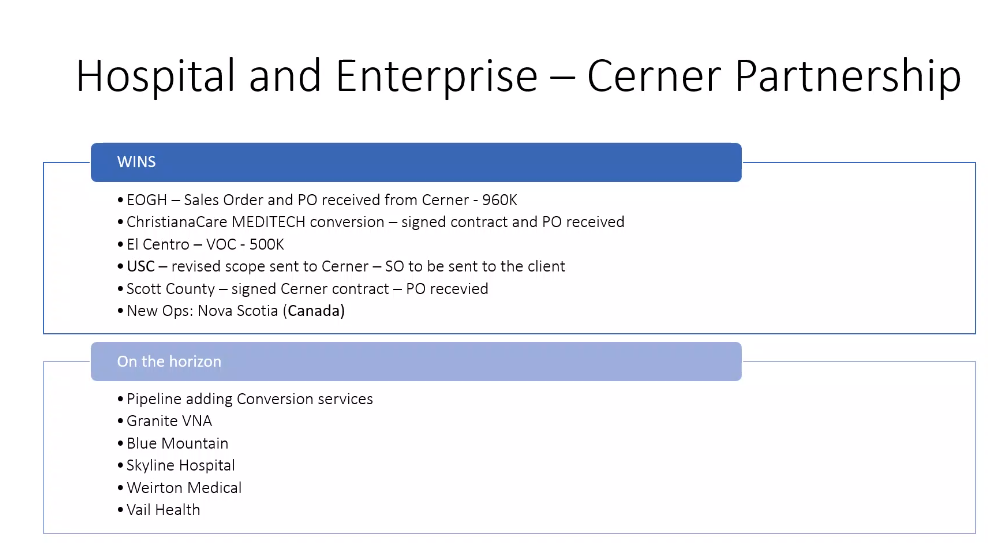 Hospital and Enterprise – Cerner Partnership
WINS
•EOGH – Sales Order and PO received from Cerner - 960K
•ChristianaCare MEDITECH conversion – signed contract and PO received
•El Centro – VOC - 500K
•USC – revised scope sent to Cerner – SO to be sent to the client
•Scott County – signed Cerner contract – PO recevied
•New Ops: Nova Scotia (Canada)
On the horizon
•Pipeline adding Conversion services
•Granite VNA
•Blue Mountain
•Skyline Hospital
•Weirton Medical
•Vail Health